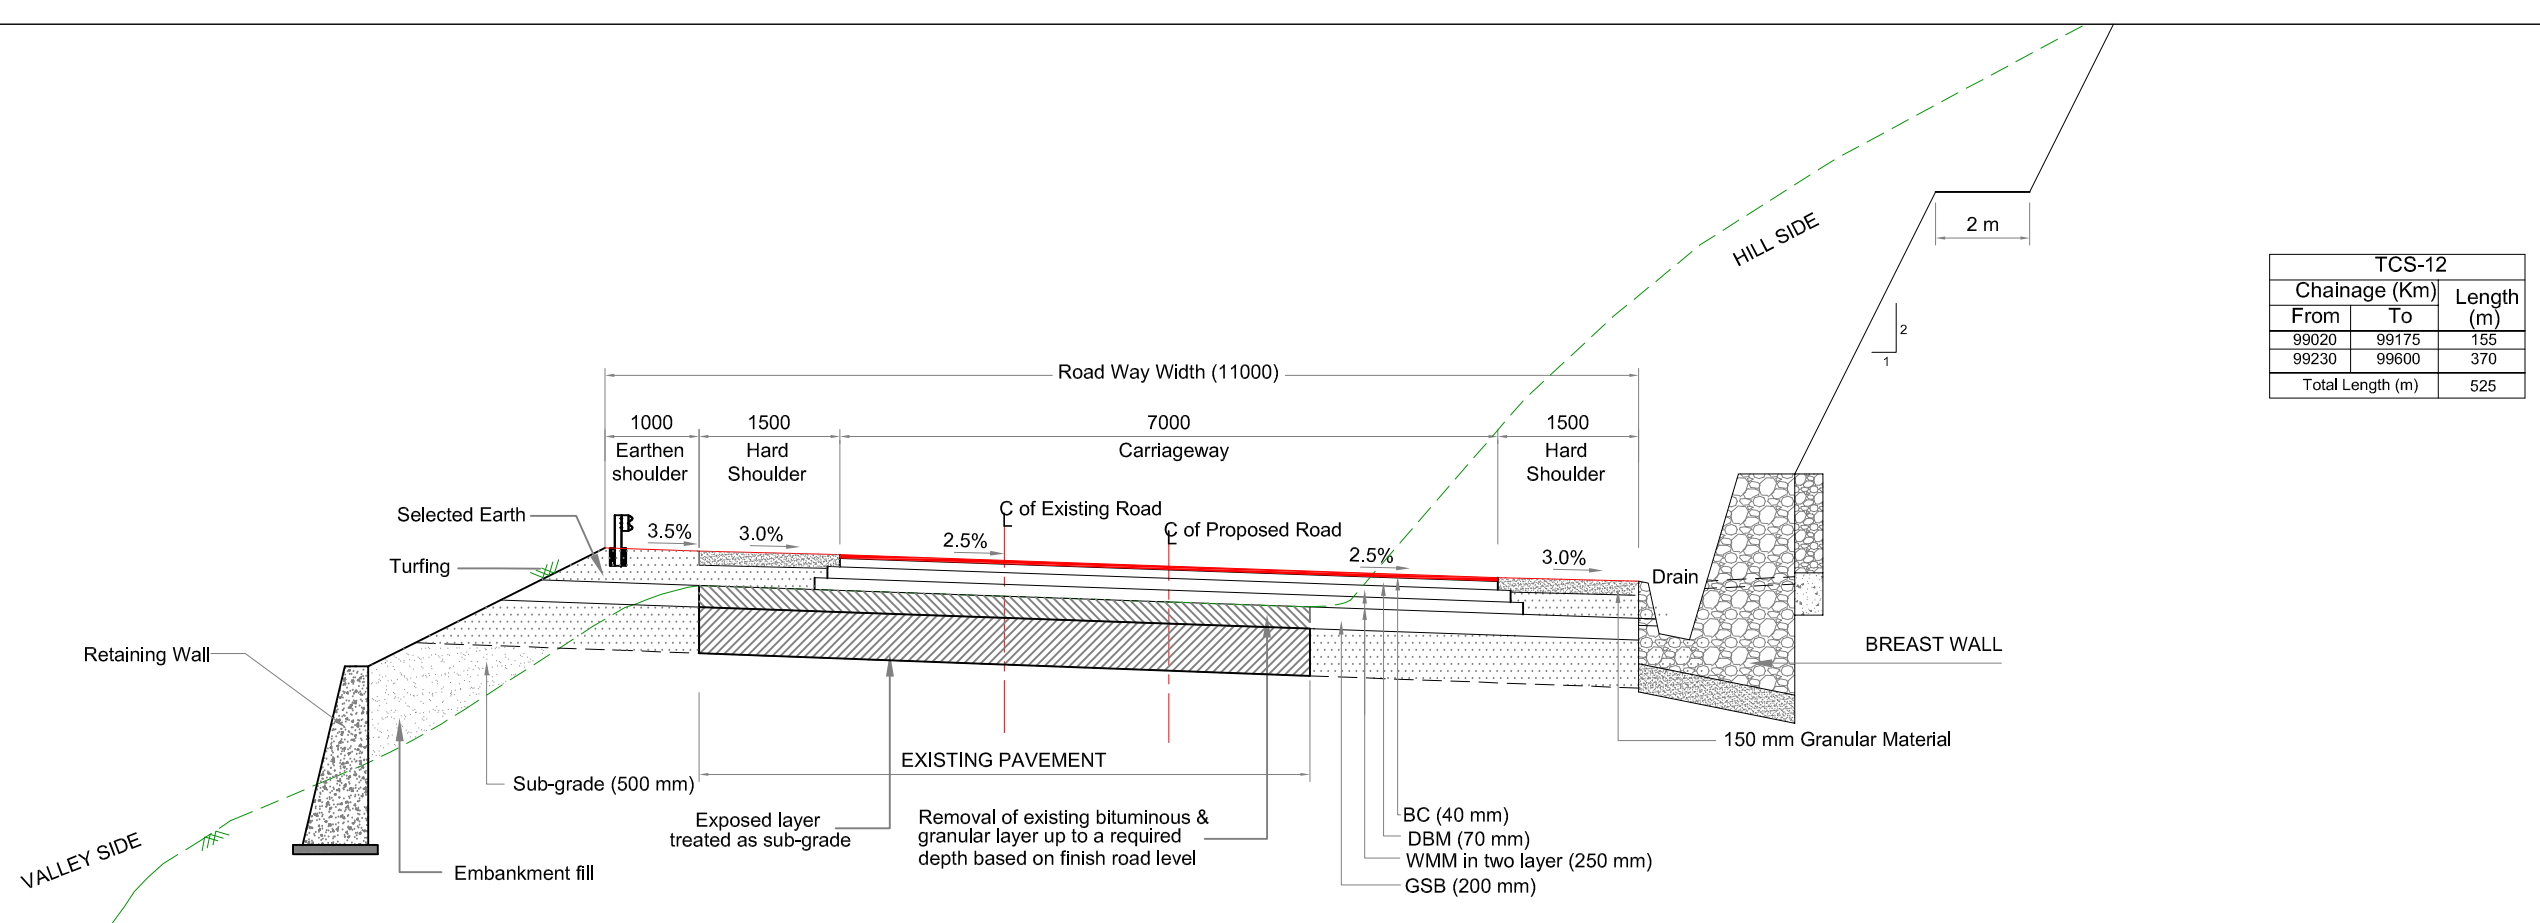 HILL SIDE
2 m
2
1
TCS-12
Chainage (Km)
Length
(m)
From To
99020 99175 155
99230 99600 370
Total Length (m) 525
Road Way Width (11000)
1000 1500 7000 1500
Earthen
shoulder
Hard
Shoulder
Carriageway
Hard
Shoulder
Selected Earth
Turfing
Retaining Wall
3.5%
3.0%
2.5%
CL of Existing Road
CL of Proposed Road
2.5%
3.0%
Drain
BREAST WALL
150 mm Granular Material
EXISTING PAVEMENT
Sub-grade (500 mm)
Exposed layer
treated as sub-grade
Removal of existing bituminous &
granular layer up to a required
depth based on finish road level
BC (40 mm)
DBM (70 mm)
WMM in two layer (250 mm)
GSB (200 mm)
Embankment fill
VALLEY SIDE